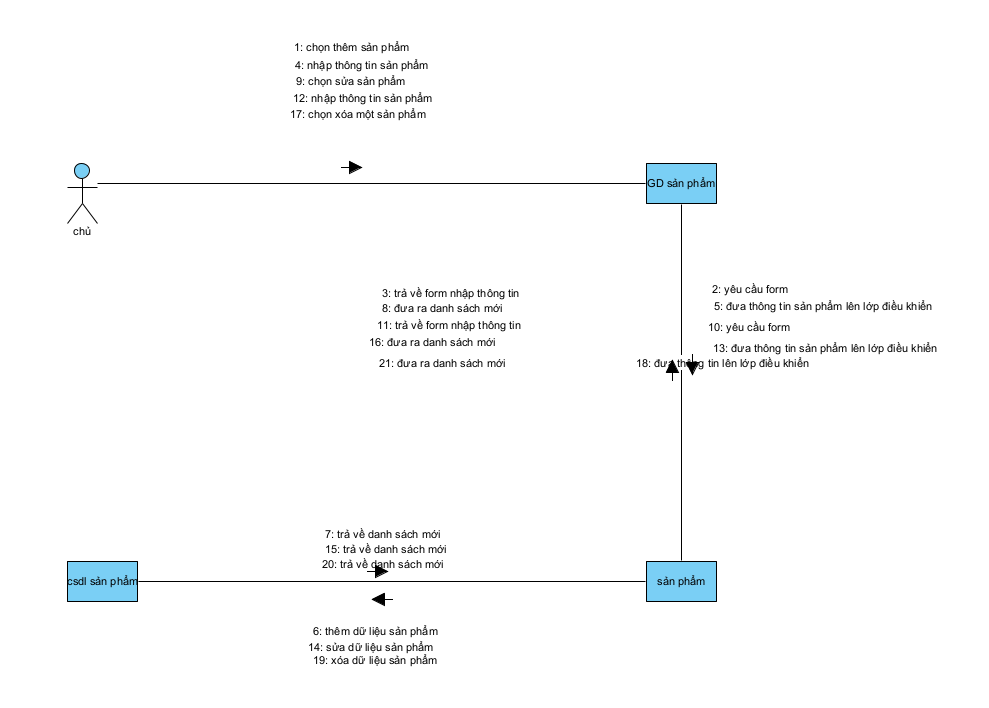 1: chọn thêm sản phẩm
4: nhập thông tin sản phẩm
9: chọn sửa sản phẩm
12: nhập thông tin sản phẩm
17: chọn xóa một sản phẩm
GD sản phẩm
chủ
3: trả về form nhập thông tin
8: đưa ra danh sách mới
11: trả về form nhập thông tin
16: đưa ra danh sách mới
21: đưa ra danh sách mới
2: yêu cầu form
5: đưa thông tin sản phẩm lên lớp điều khiển
10: yêu cầu form
13: đưa thông tin sản phẩm lên lớp điều khiển
18: đưa thông tin lên lớp điều khiển
7: trả về danh sách mới
15: trả về danh sách mới
20: trả về danh sách mới
csdl sản phẩm
sản phẩm
6: thêm dữ liệu sản phẩm
14: sửa dữ liệu sản phẩm
19: xóa dữ liệu sản phẩm